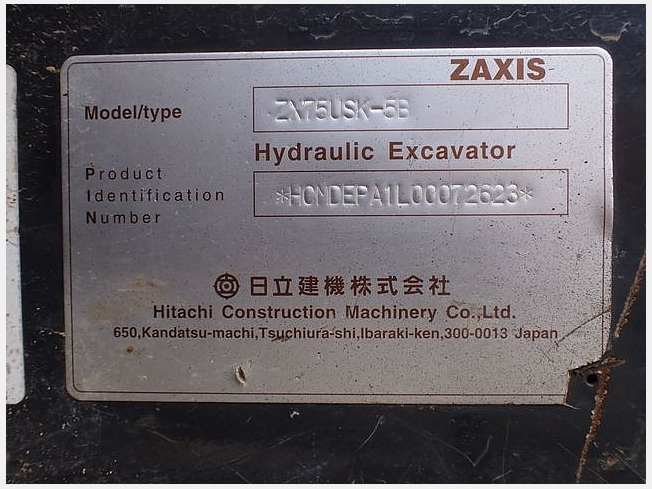 ZAXIS
Model/type ZX75USK-5B
Hydraulic Excavator
Product
Identification
Number
*HCMDEPA1L00072623*
日立建機株式会社
Hitachi Construction Machinery Co.,Ltd.
650,Kandatsu-machi,Tsuchiura-shi,Ibaraki-ken,300-0013 Japan